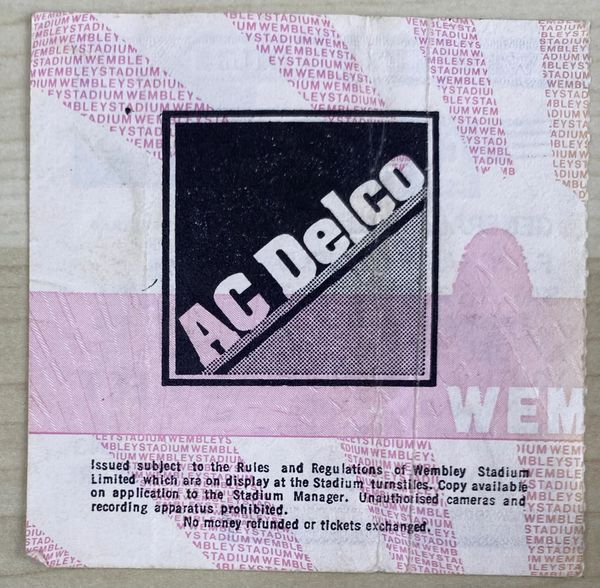 AC Delco
WEM
Issued subject to the Rules and Regulations of Wembley Stadium
Limited which are on display at the Stadium turnstiles. Copy available
on application to the Stadium Manager. Unauthorised cameras and
recording apparatus prohibited.
No money refunded or tickets exchanged.